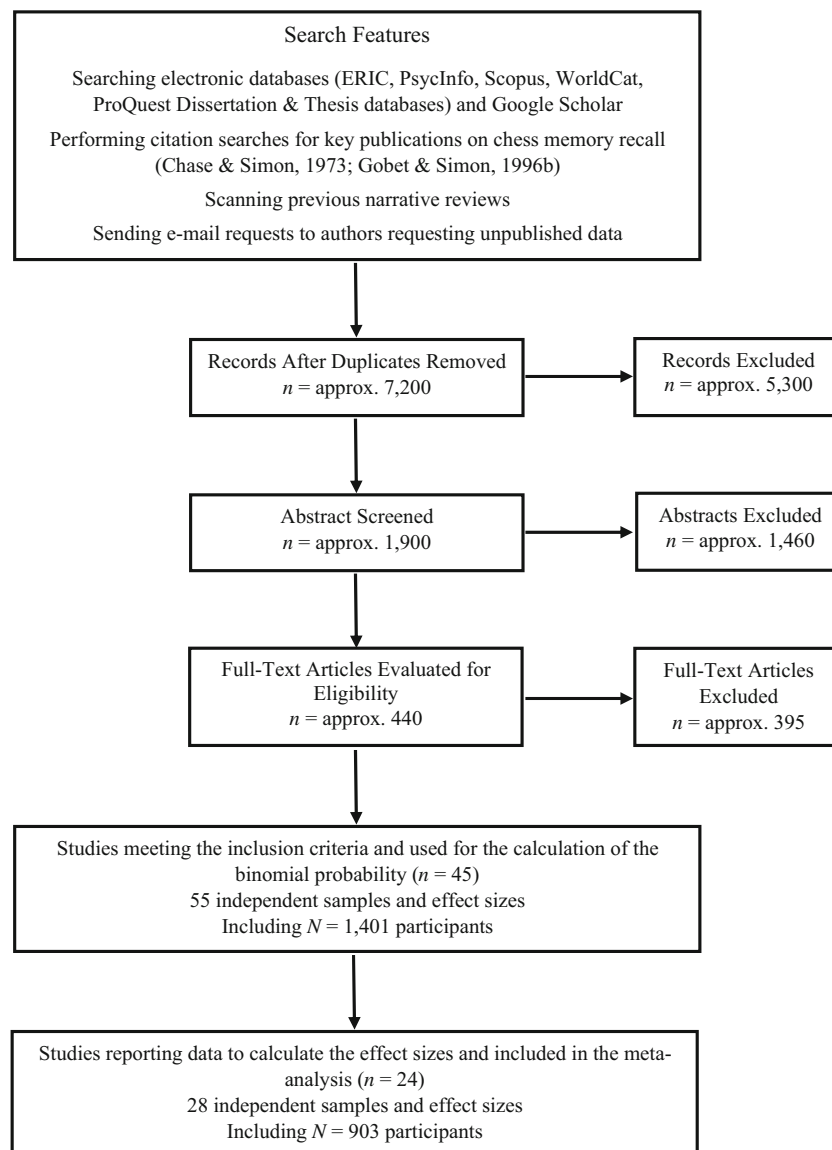 Search Features
Searching electronic databases (ERIC, PsycInfo, Scopus, WorldCat,
ProQuest Dissertation & Thesis databases) and Google Scholar
Performing citation searches for key publications on chess memory recall
(Chase & Simon, 1973; Gobet & Simon, 1996b)
Scanning previous narrative reviews
Sending e-mail requests to authors requesting unpublished data
Records After Duplicates Removed
n = approx. 7,200
Records Excluded
n = approx. 5,300
Abstract Screened
n = approx. 1,900
Abstracts Excluded
n = approx. 1,460
Full-Text Articles Evaluated for
Eligibility
n = approx. 440
Full-Text Articles
Excluded
n = approx. 395
Studies meeting the inclusion criteria and used for the calculation of the
binomial probability (n = 45)
55 independent samples and effect sizes
Including N = 1,401 participants
Studies reporting data to calculate the effect sizes and included in the meta-
analysis (n = 24)
28 independent samples and effect sizes
Including N = 903 participants